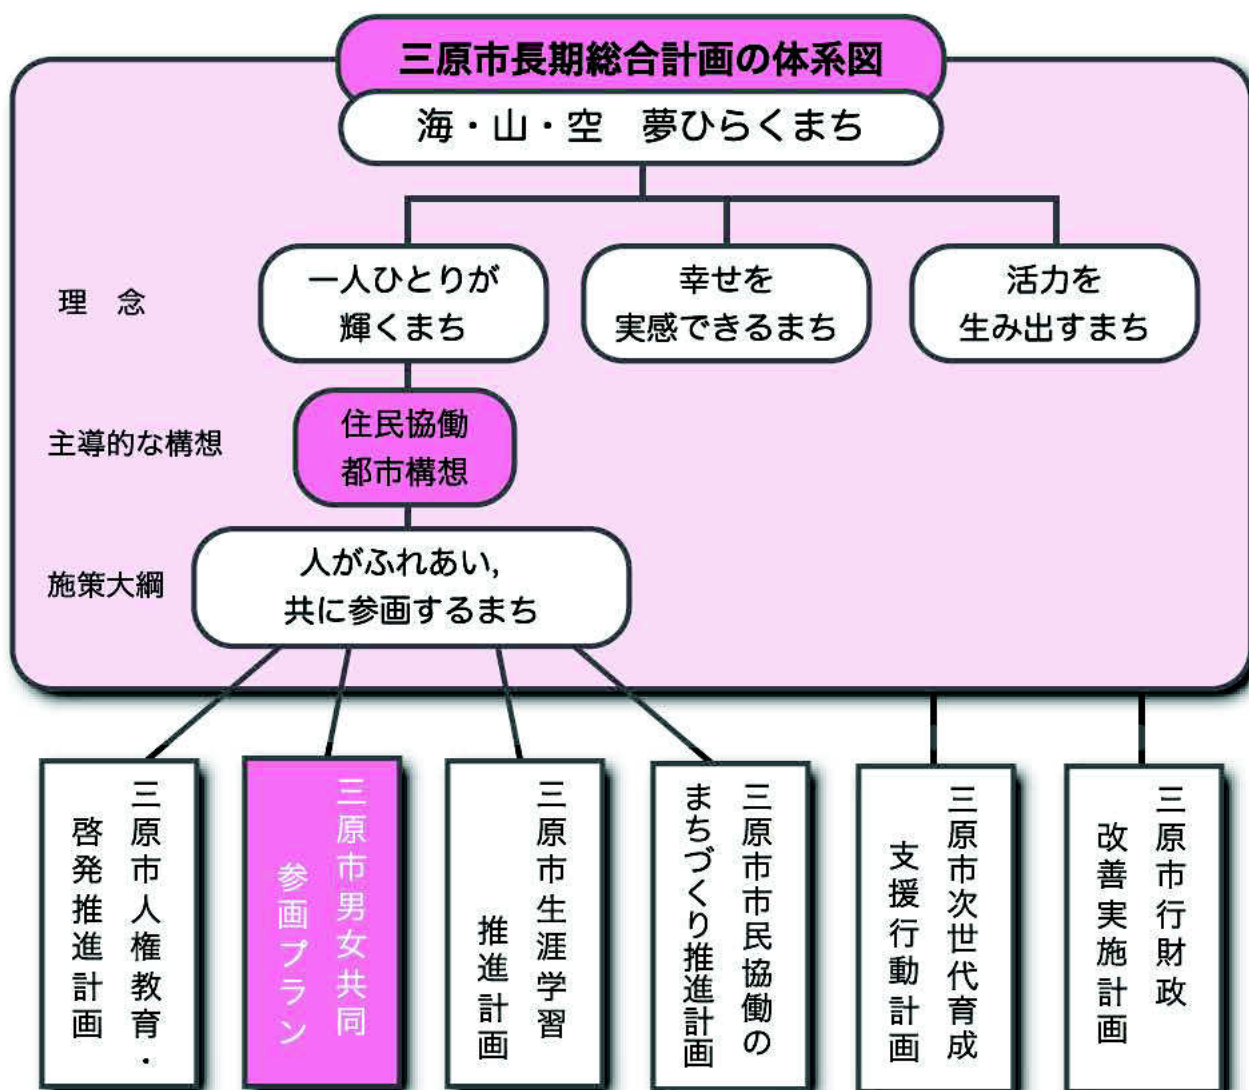 三原市長期総合計画の体系図
海・山・空　夢ひらくまち
理　念
一人ひとりが
輝くまち
幸せを
実感できるまち
活力を
生み出すまち
主導的な構想
住民協働
都市構想
施策大綱
人がふれあい,
共に参画するまち
三原市人権教育・
啓発推進計画
三原市男女共同
参画プラン
三原市生涯学習
推進計画
三原市市民協働の
まちづくり推進計画
三原市次世代育成
支援行動計画
三原市行財政
改善実施計画